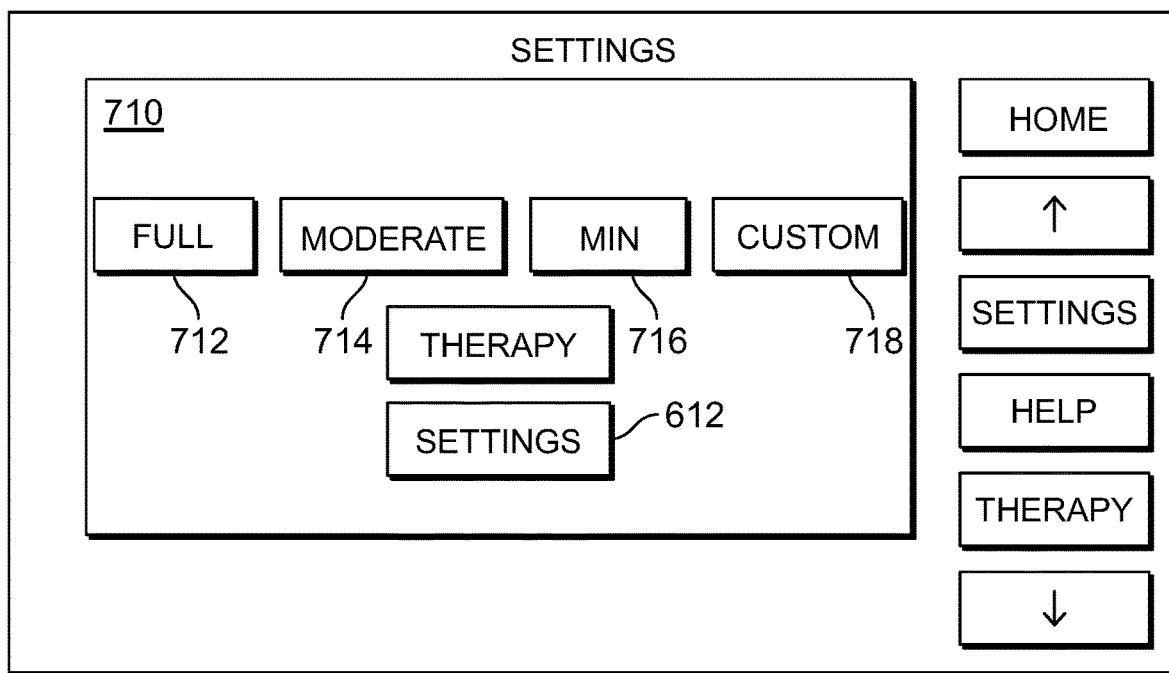 SETTINGS
710
FULL MODERATE MIN CUSTOM
712 714 716 718
THERAPY
SETTINGS 612
HOME
↑
SETTINGS
HELP
THERAPY
↓